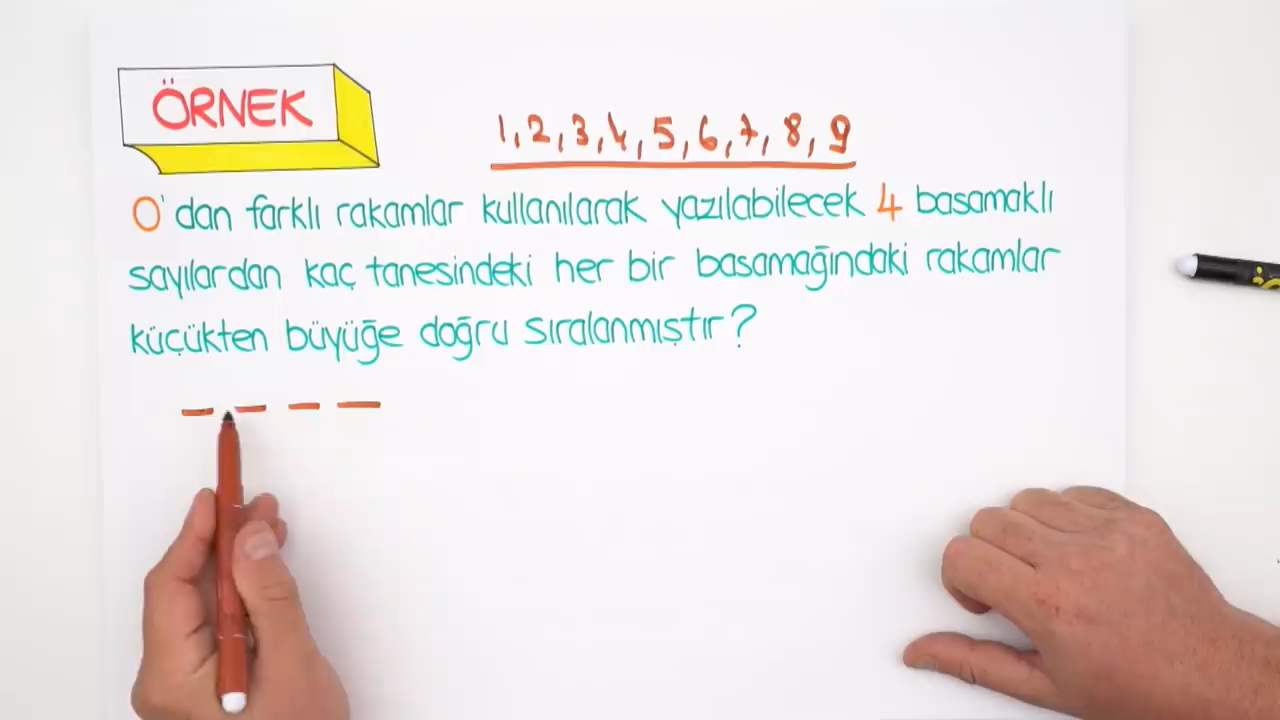 ÖRNEK
1, 2, 3, 4, 5, 6, 7, 8, 9
0'dan farklı rakamlar kullanılarak yazılabilecek 4 basamaklı
sayılardan kaç tanesindeki her bir basamağındaki rakamlar
küçükten büyüğe doğru sıralanmıştır?